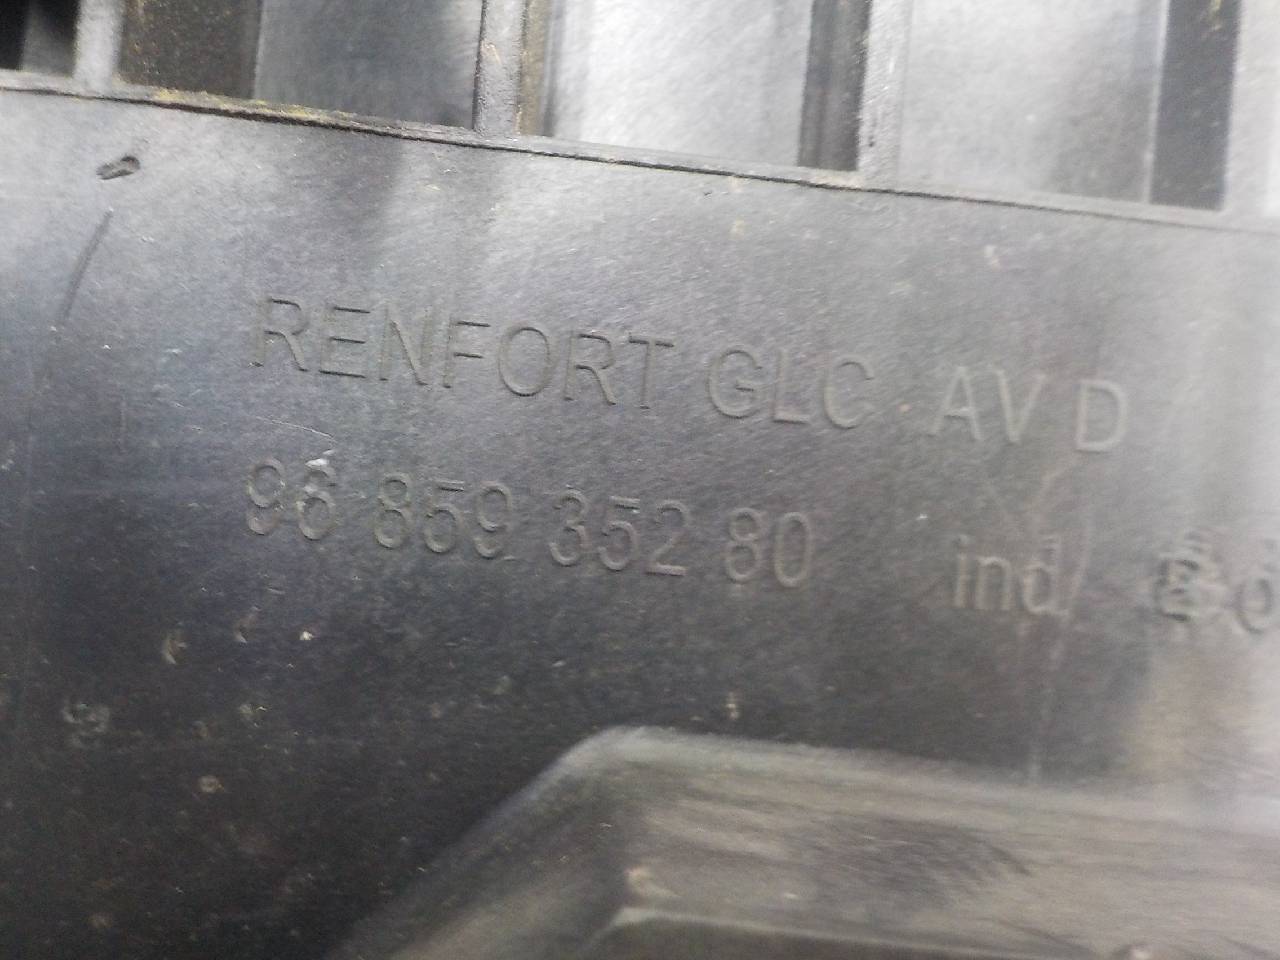 RENFORT GLC AV D
96 859 352 80 ind